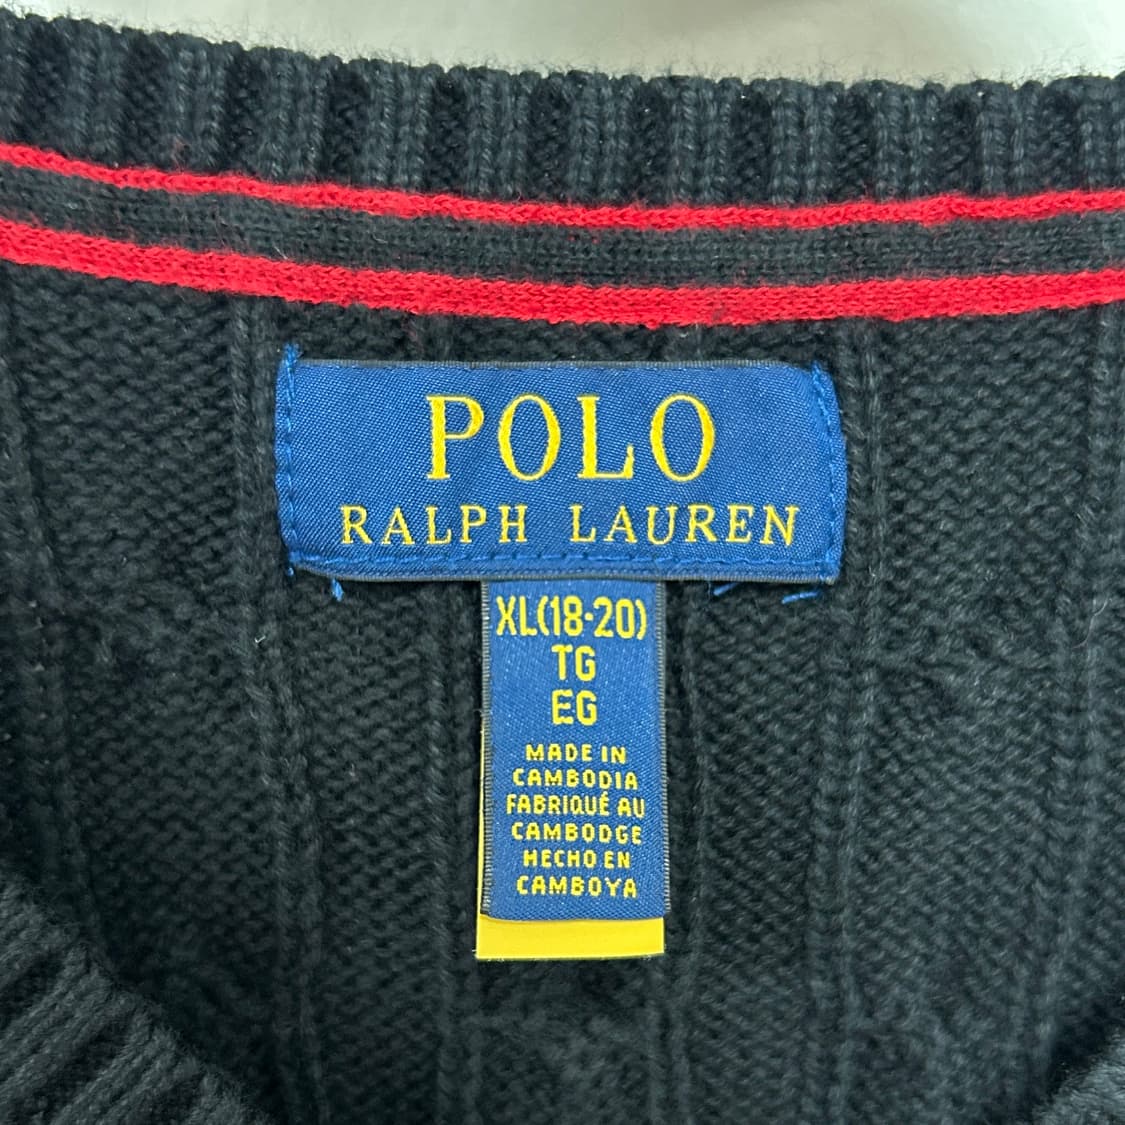 POLO
RALPH LAUREN
XL(18-20)
TG
EG
MADE IN
CAMBODIA
FABRIQUÉ AU
CAMBODGE
HECHO EN
CAMBOYA